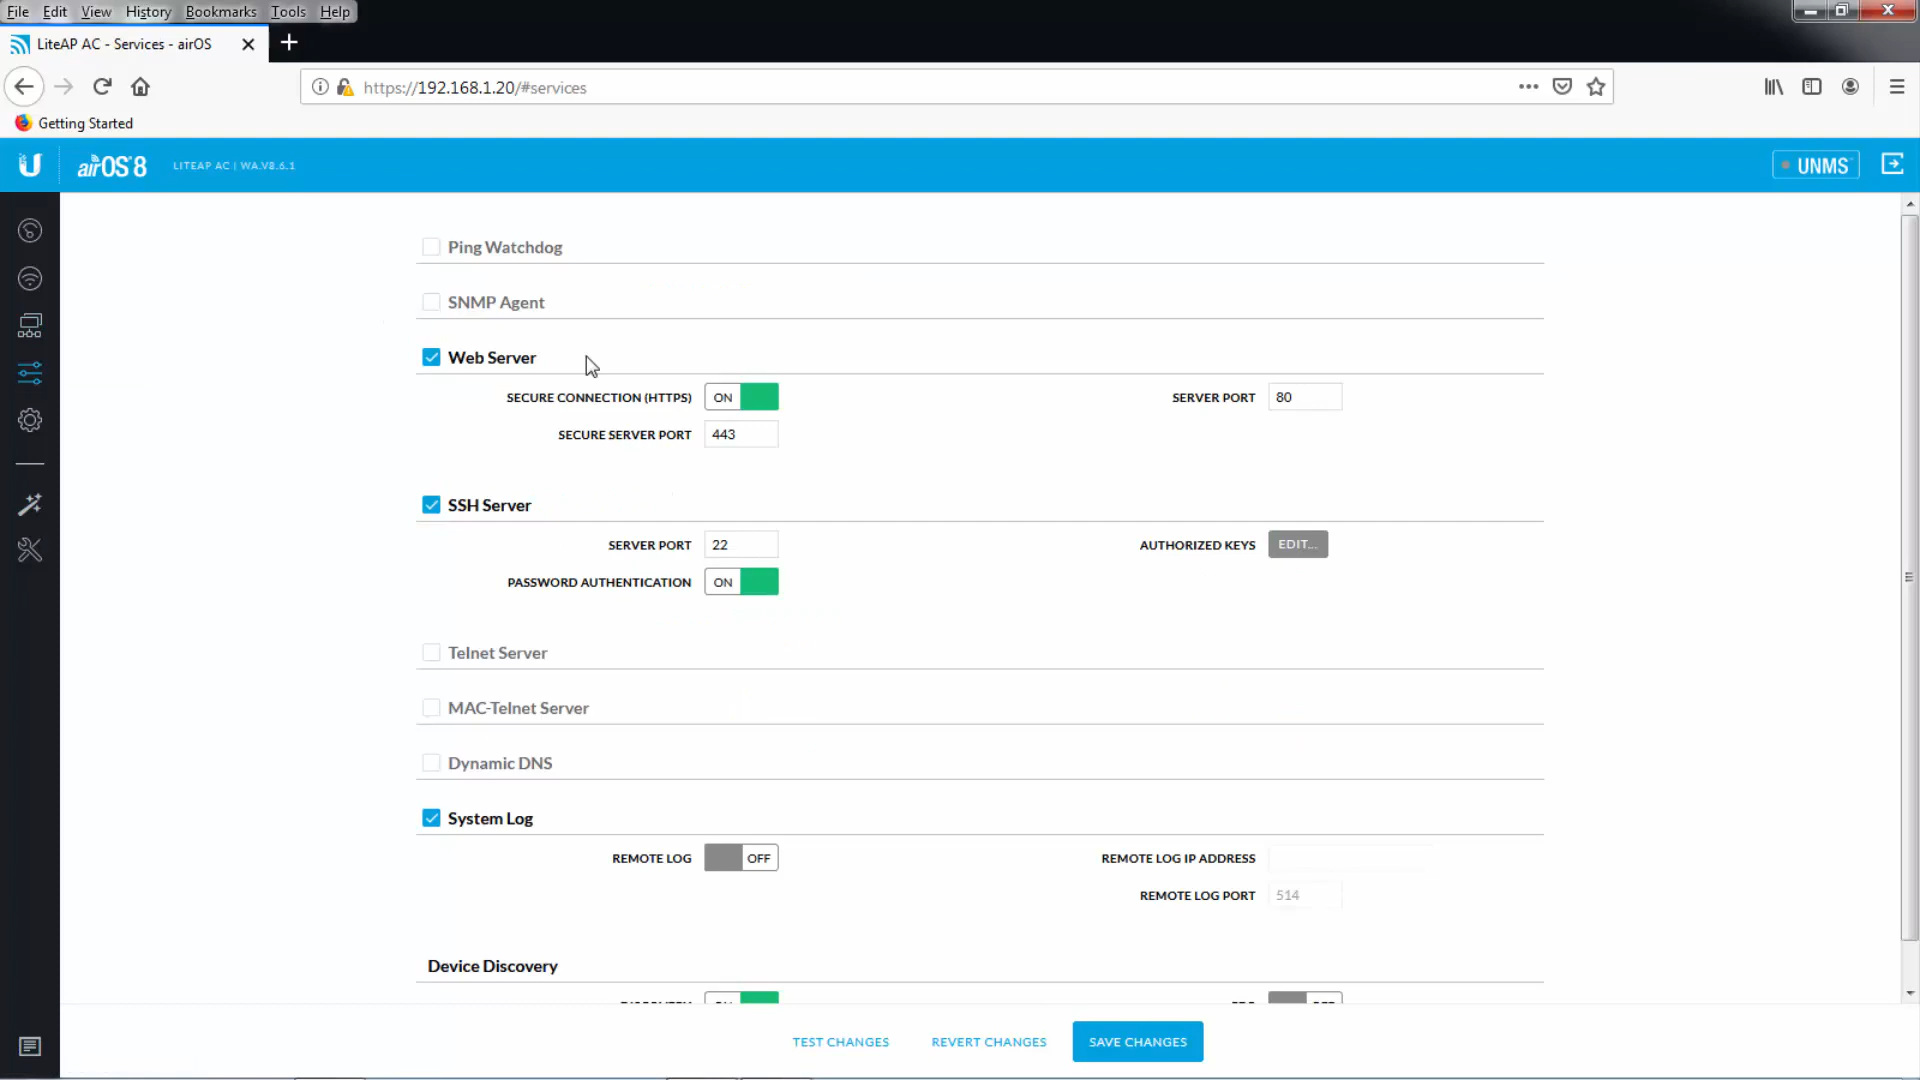 File Edit View History Bookmarks Tools Help
LiteAP AC - Services - airOS
https://192.168.1.20/#services
Getting Started
airOS 8 LITEAP AC | WA.V8.6.1 UNMS
Ping Watchdog
SNMP Agent
Web Server
SECURE CONNECTION (HTTPS) ON SERVER PORT 80
SECURE SERVER PORT 443
SSH Server
SERVER PORT 22 AUTHORIZED KEYS EDIT...
PASSWORD AUTHENTICATION ON
Telnet Server
MAC-Telnet Server
Dynamic DNS
System Log
REMOTE LOG OFF REMOTE LOG IP ADDRESS
REMOTE LOG PORT 514
Device Discovery
TEST CHANGES REVERT CHANGES SAVE CHANGES